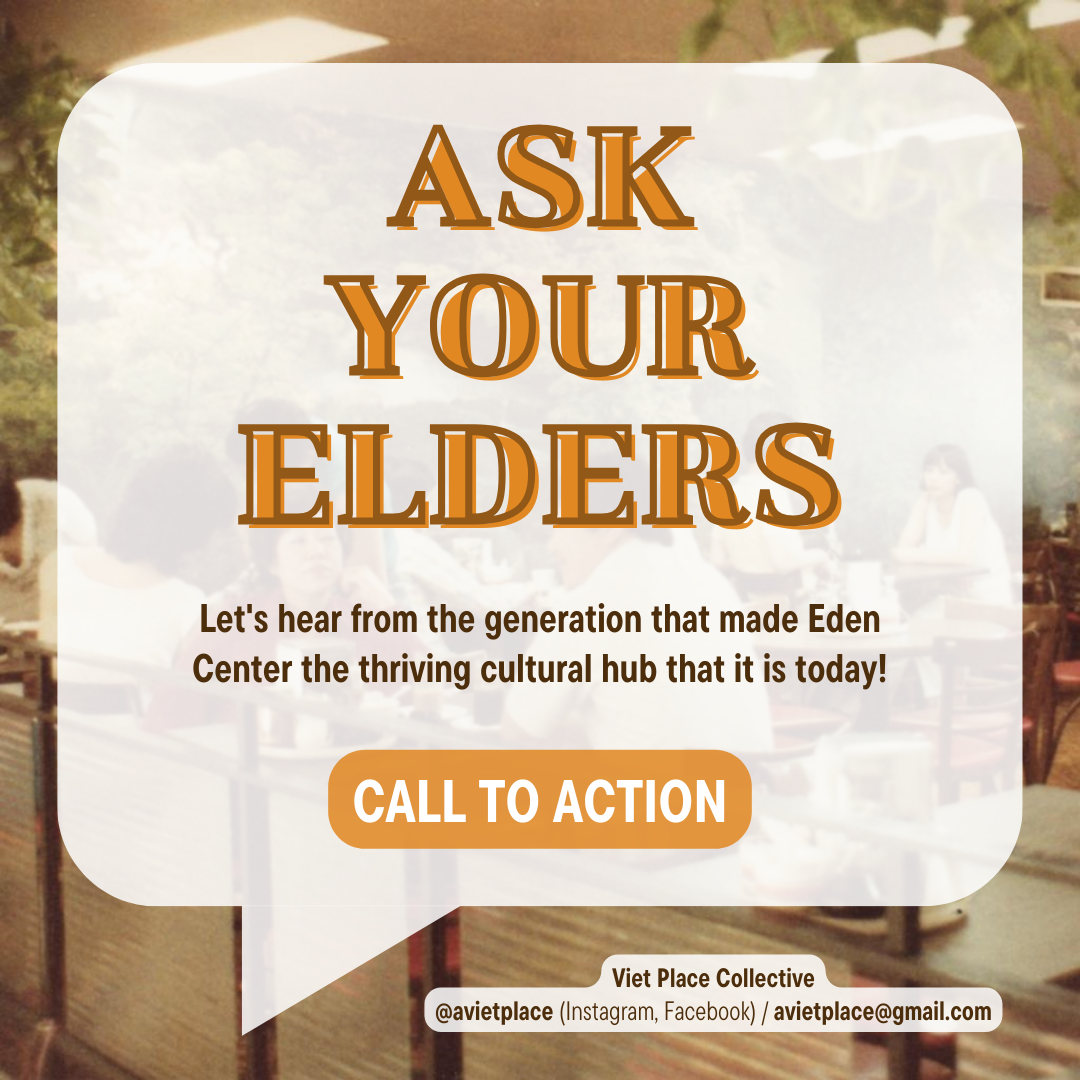 ASK
YOUR
ELDERS
Let's hear from the generation that made Eden
Center the thriving cultural hub that it is today!
CALL TO ACTION
Viet Place Collective
@avietplace (Instagram, Facebook) / avietplace@gmail.com